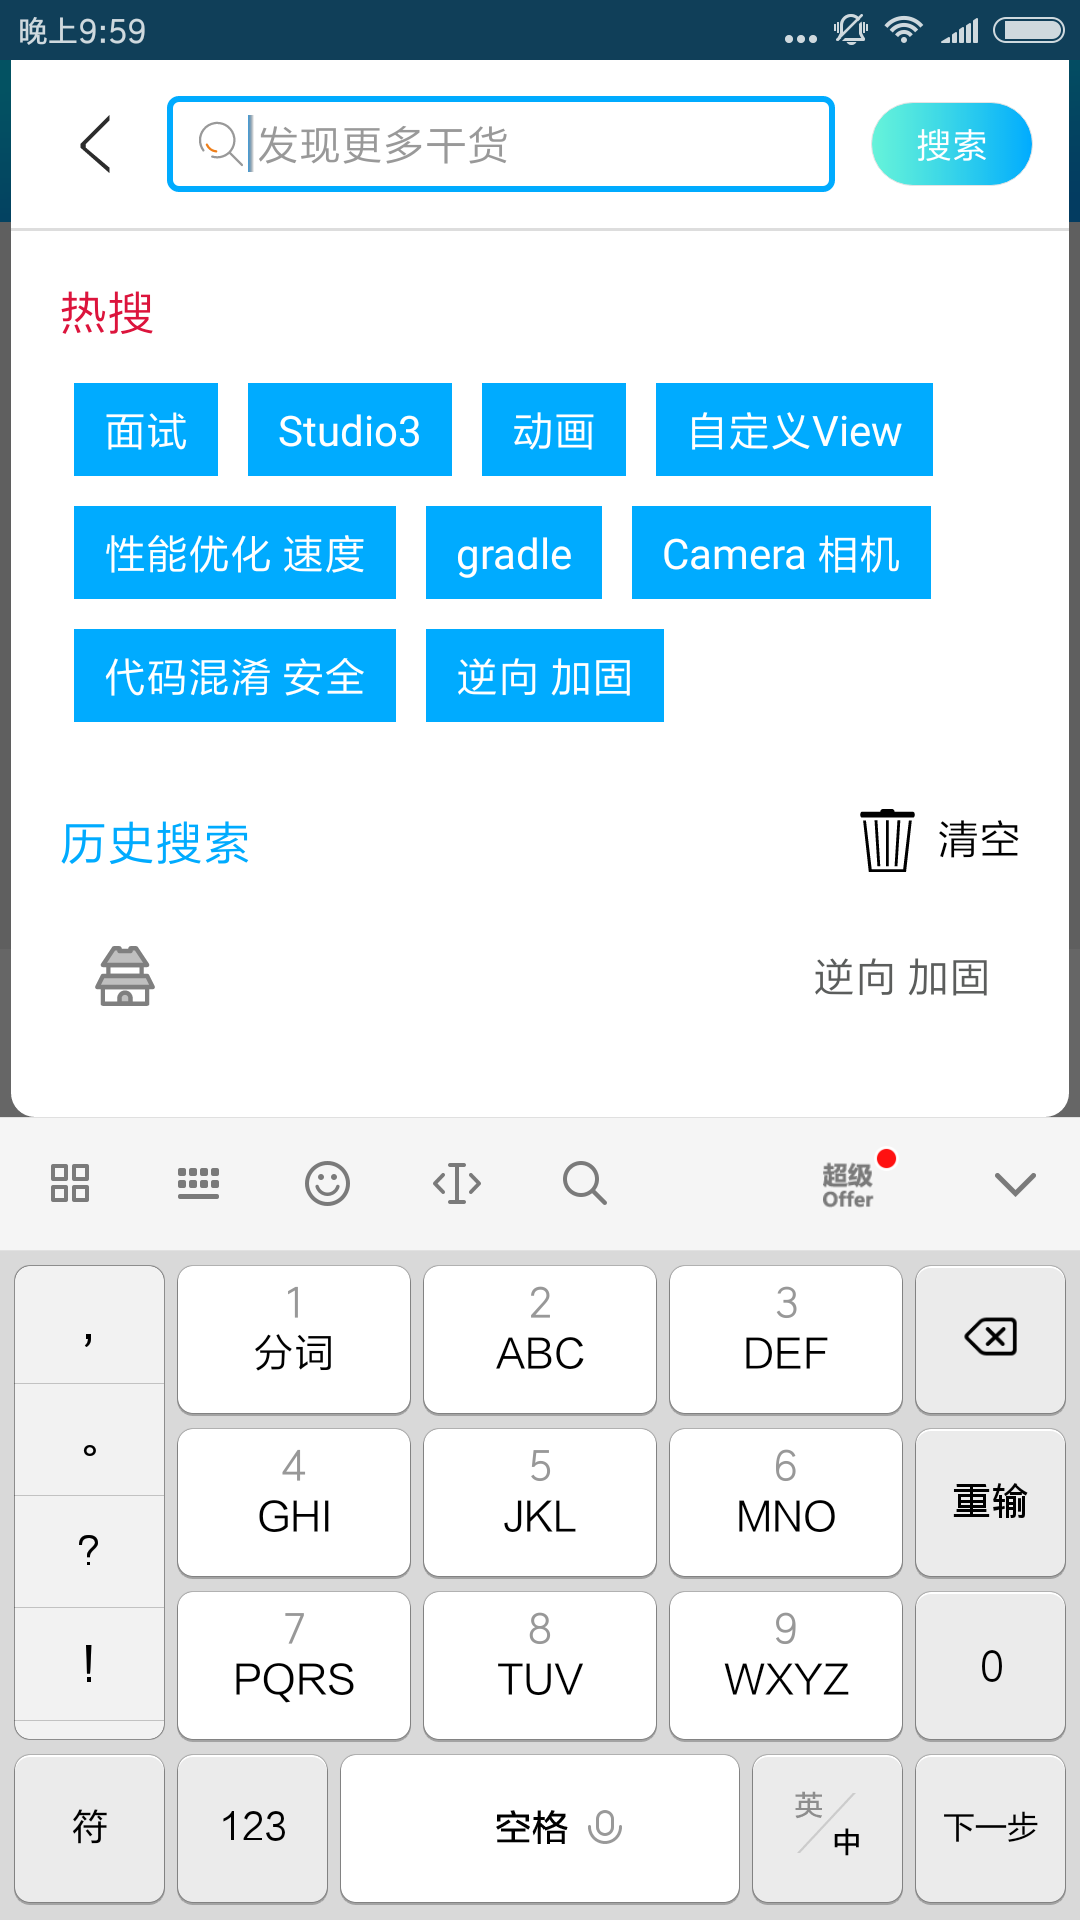 晚上9:59
发现更多干货
搜索
热搜
面试 Studio3 动画 自定义View
性能优化 速度 gradle Camera 相机
代码混淆 安全 逆向 加固
历史搜索 清空
逆向 加固
超级
Offer
， 1 2 3
分词 ABC DEF
。 4 5 6
GHI JKL MNO 重输
?
! 7 8 9
PQRS TUV WXYZ 0
符 123 空格 英/中 下一步